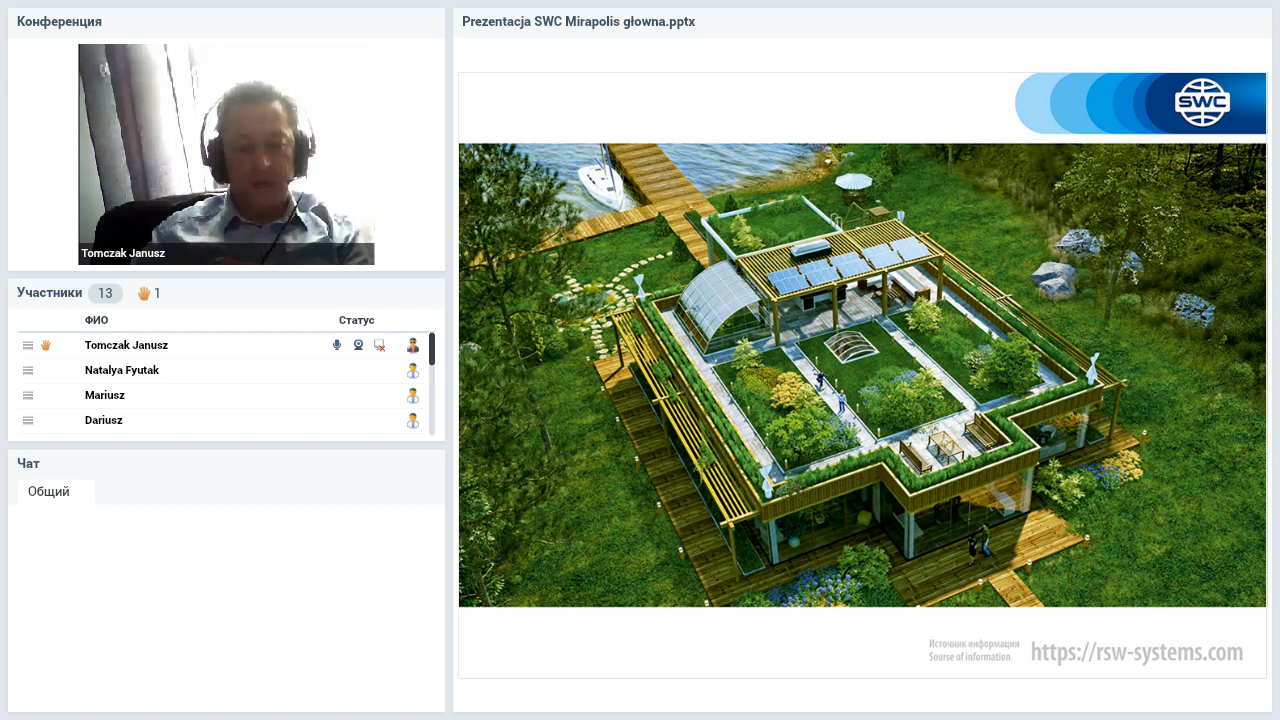 Конференция
Tomczak Janusz
Участники 13 1
ФИО Статус
Tomczak Janusz
Natalya Fyutak
Mariusz
Dariusz
Чат
Общий
Prezentacja SWC Mirapolis głowna.pptx
SWC
Источник информации
Sourse of information
https://rsw-systems.com